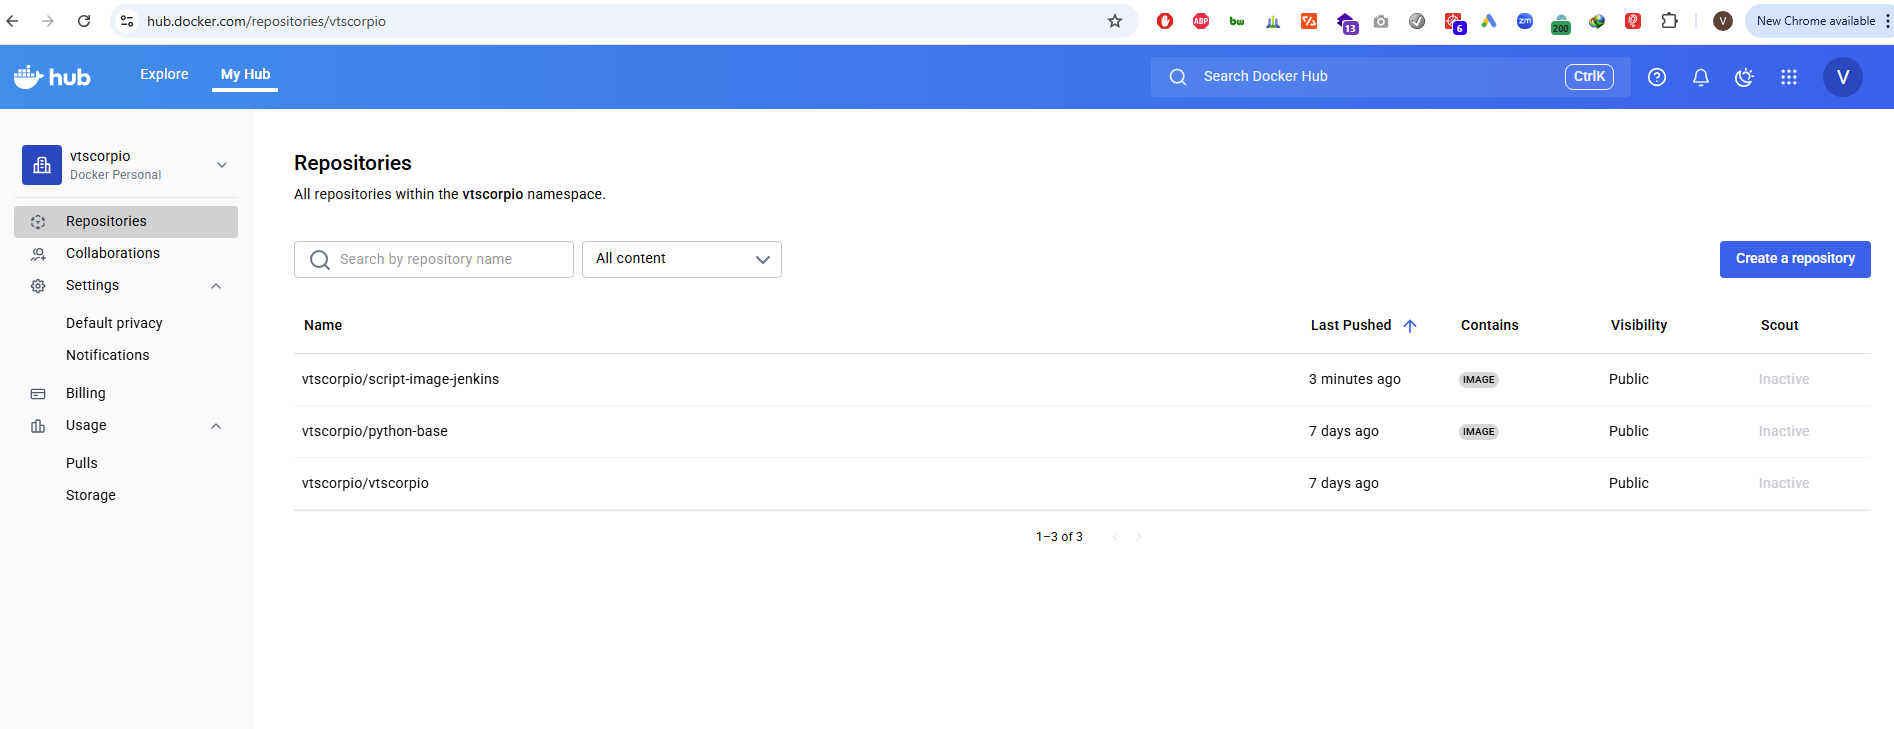 hub.docker.com/repositories/vtscorpio
ABP
bw
13
6
zm
200
V
New Chrome available
hub
Explore
My Hub
Search Docker Hub
CtrlK
V
vtscorpio
Docker Personal
Repositories
Collaborations
Settings
Default privacy
Notifications
Billing
Usage
Pulls
Storage
Repositories
All repositories within the vtscorpio namespace.
Search by repository name
All content
Create a repository
Name Last Pushed Contains Visibility Scout
vtscorpio/script-image-jenkins 3 minutes ago IMAGE Public Inactive
vtscorpio/python-base 7 days ago IMAGE Public Inactive
vtscorpio/vtscorpio 7 days ago Public Inactive
1–3 of 3